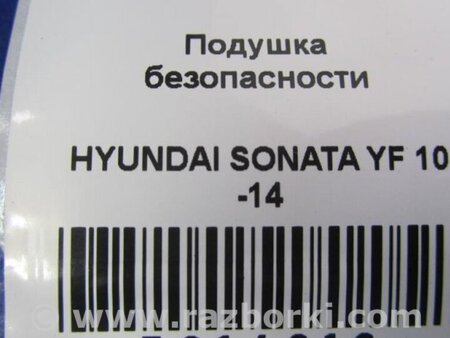 Подушка
безопасности
HYUNDAI SONATA YF 10
-14
www.razborki.com